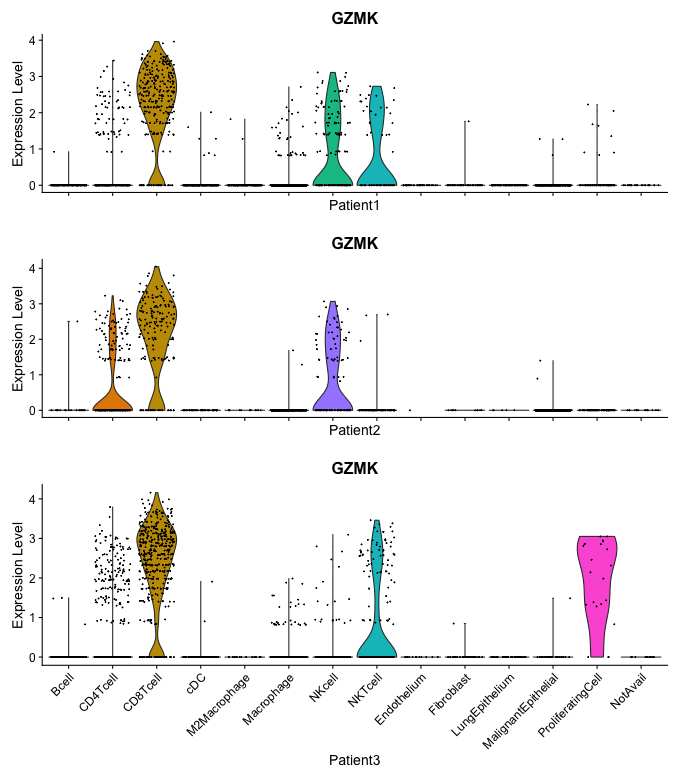 GZMK
Expression Level
4
3
2
1
0
Patient1
GZMK
Expression Level
4
3
2
1
0
Patient2
GZMK
Expression Level
4
3
2
1
0
Bcell
CD4Tcell
CD8Tcell
cDC
M2Macrophage
Macrophage
NKcell
NKTcell
Endothelium
Fibroblast
LungEpithelium
MalignantEpithelial
ProliferatingCell
NotAvail
Patient3